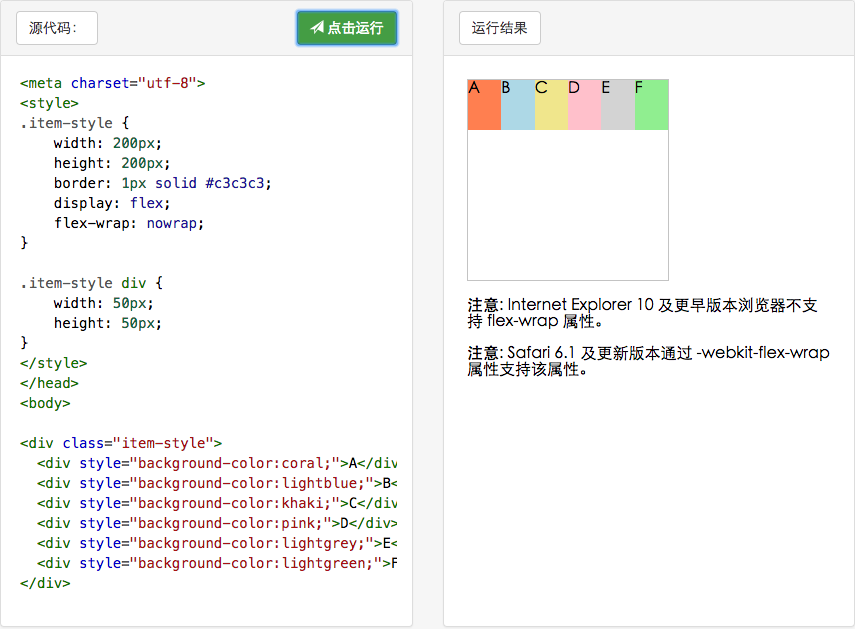 源代码：
点击运行
<meta charset="utf-8">
<style>
.item-style {
    width: 200px;
    height: 200px;
    border: 1px solid #c3c3c3;
    display: flex;
    flex-wrap: nowrap;
}
.item-style div {
    width: 50px;
    height: 50px;
}
</style>
</head>
<body>
<div class="item-style">
  <div style="background-color:coral;">A</div
  <div style="background-color:lightblue;">B<
  <div style="background-color:khaki;">C</div
  <div style="background-color:pink;">D</div>
  <div style="background-color:lightgrey;">E<
  <div style="background-color:lightgreen;">F
</div>
运行结果
A B C D E F
注意: Internet Explorer 10 及更早版本浏览器不支
持 flex-wrap 属性。
注意: Safari 6.1 及更新版本通过 -webkit-flex-wrap
属性支持该属性。